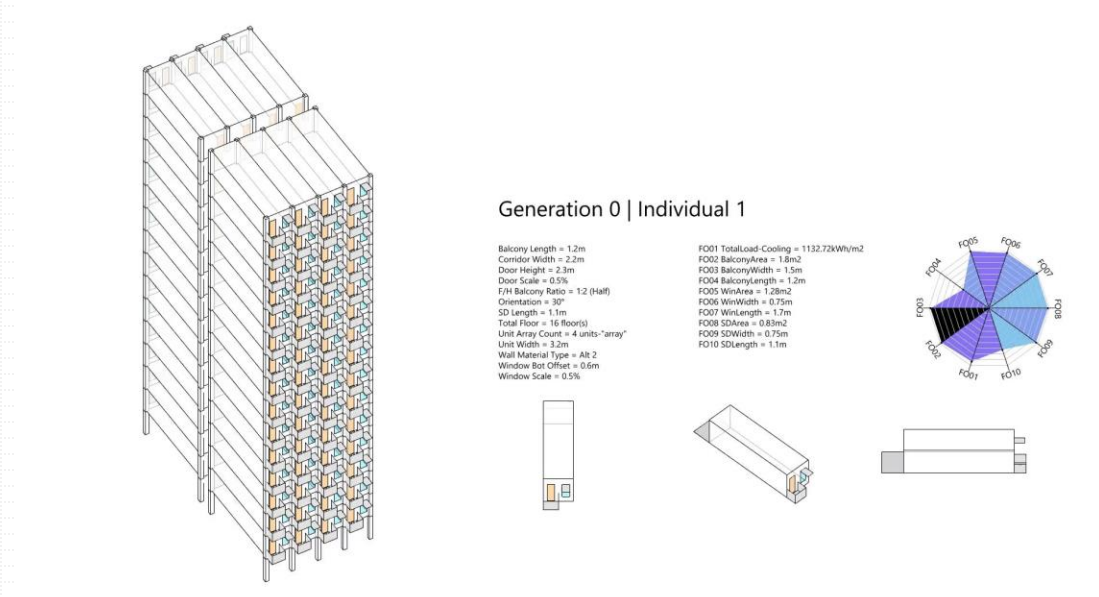 Generation 0 | Individual 1
Balcony Length = 1.2m
Corridor Width = 2.2m
Door Height = 2.3m
Door Scale = 0.5%
F/H Balcony Ratio = 1:2 (Half)
Orientation = 30°
SD Length = 1.1m
Total Floor = 16 floor(s)
Unit Array Count = 4 units-"array"
Unit Width = 3.2m
Wall Material Type = Alt 2
Window Bot Offset = 0.6m
Window Scale = 0.5%
FO01 TotalLoad-Cooling = 1132.72kWh/m2
FO02 BalconyArea = 1.8m2
FO03 BalconyWidth = 1.5m
FO04 BalconyLength = 1.2m
FO05 WinArea = 1.28m2
FO06 WinWidth = 0.75m
FO07 WinLength = 1.7m
FO08 SDArea = 0.83m2
FO09 SDWidth = 0.75m
FO10 SDLength = 1.1m
FO05
FO06
FO04
FO07
FO03
FO08
FO02
FO09
FO01
FO10